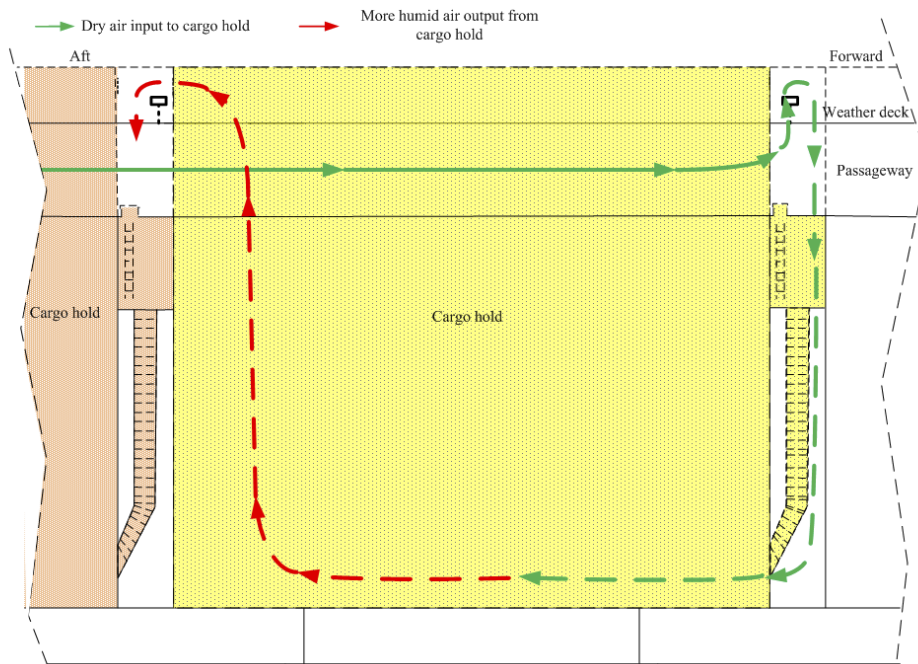 Dry air input to cargo hold
More humid air output from
cargo hold
Aft
Forward
Weather deck
Passageway
Cargo hold
Cargo hold